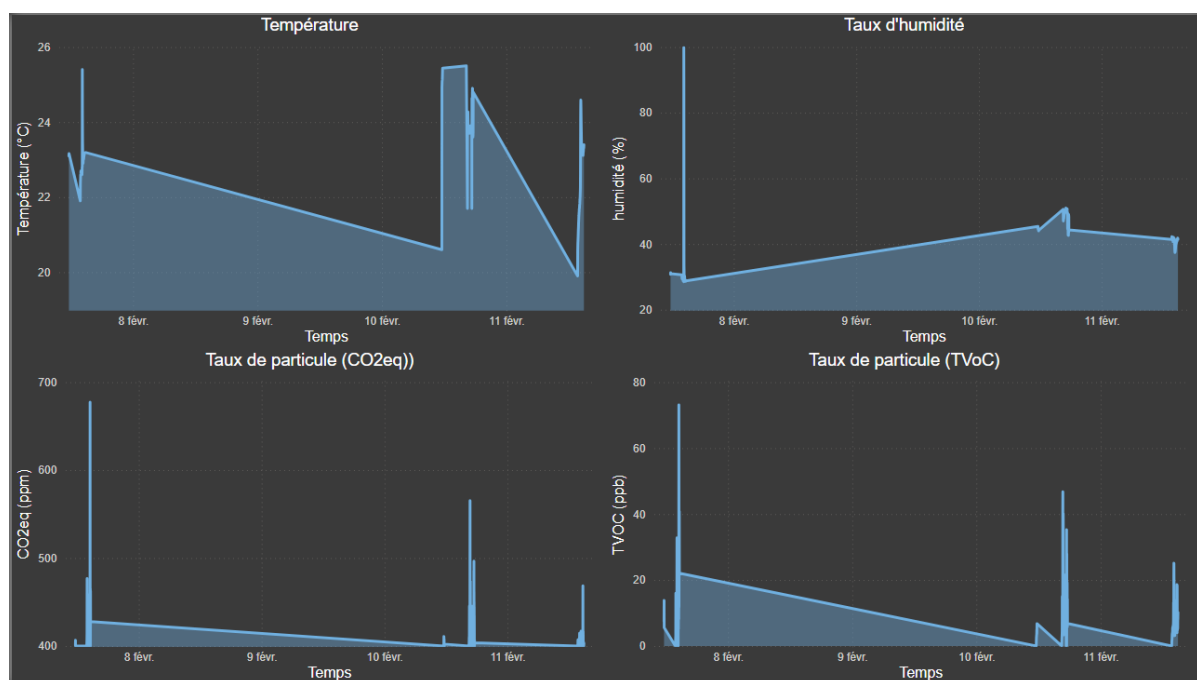 Température
26
24
22
20
Température (°C)
8 févr.
9 févr.
10 févr.
11 févr.
Temps
Taux d'humidité
100
80
60
40
20
humidité (%)
8 févr.
9 févr.
10 févr.
11 févr.
Temps
Taux de particule (CO2eq))
700
600
500
400
CO2eq (ppm)
8 févr.
9 févr.
10 févr.
11 févr.
Temps
Taux de particule (TVoC)
80
60
40
20
0
TVOC (ppb)
8 févr.
9 févr.
10 févr.
11 févr.
Temps